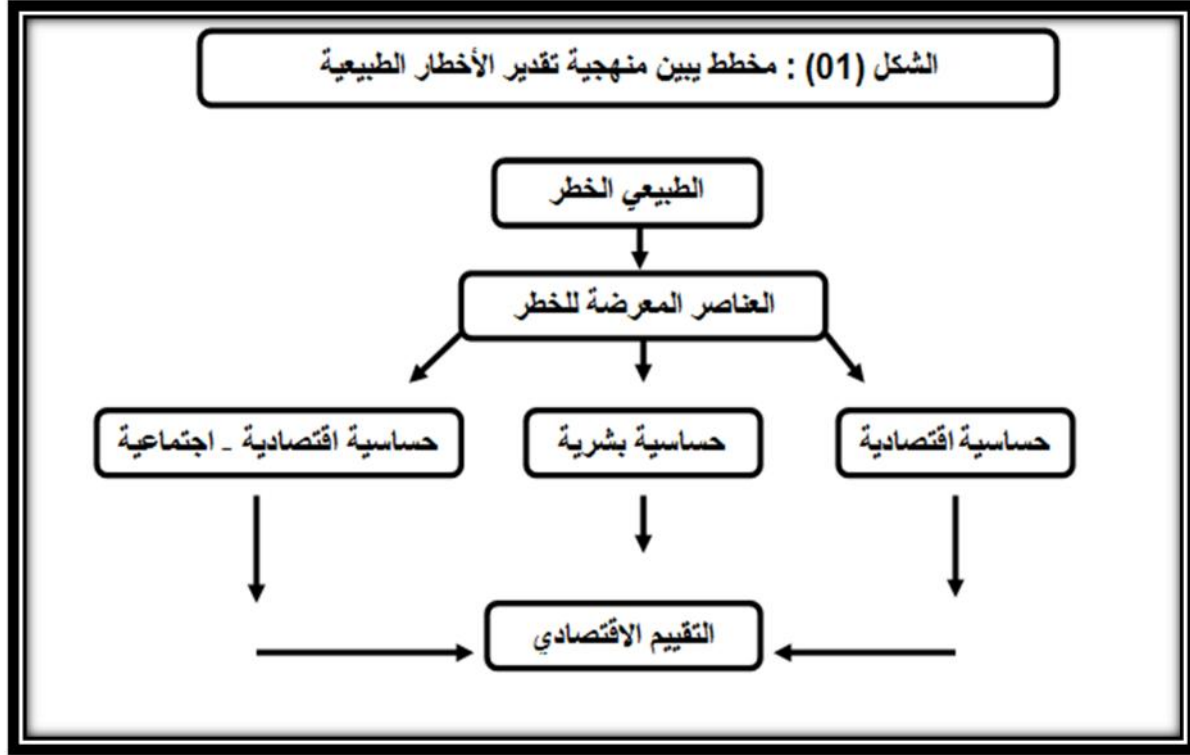 الشكل (01) : مخطط يبين منهجية تقدير الأخطار الطبيعية
الطبيعي الخطر
العناصر المعرضة للخطر
حساسية اقتصادية
حساسية بشرية
حساسية اقتصادية - اجتماعية
التقييم الاقتصادي